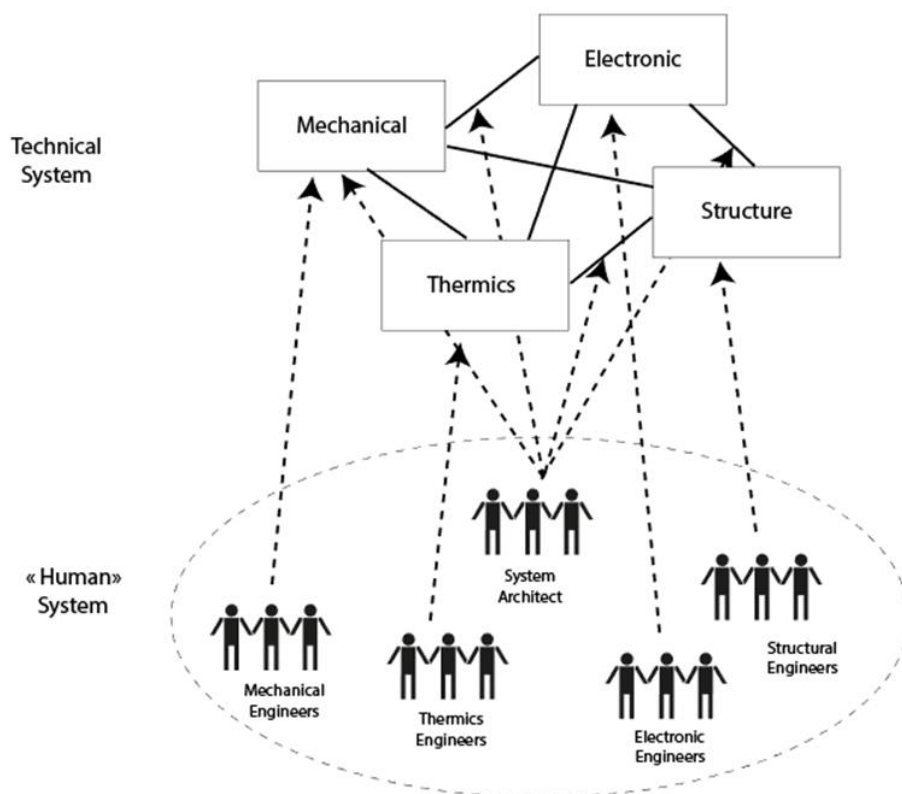 Electronic
Mechanical
Technical
System
Structure
Thermics
System
Architect
« Human»
System
Structural
Engineers
Mechanical
Engineers
Thermics
Engineers
Electronic
Engineers